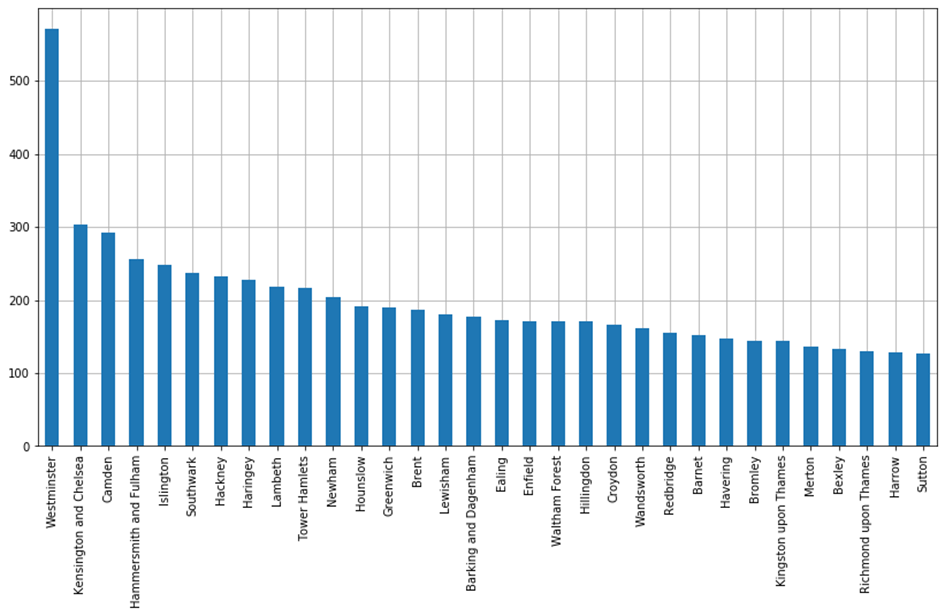 500
400
300
200
100
0
Westminster
Kensington and Chelsea
Camden
Hammersmith and Fulham
Islington
Southwark
Hackney
Haringey
Lambeth
Tower Hamlets
Newham
Hounslow
Greenwich
Brent
Lewisham
Barking and Dagenham
Ealing
Enfield
Waltham Forest
Hillingdon
Croydon
Wandsworth
Redbridge
Barnet
Havering
Bromley
Kingston upon Thames
Merton
Bexley
Richmond upon Thames
Harrow
Sutton